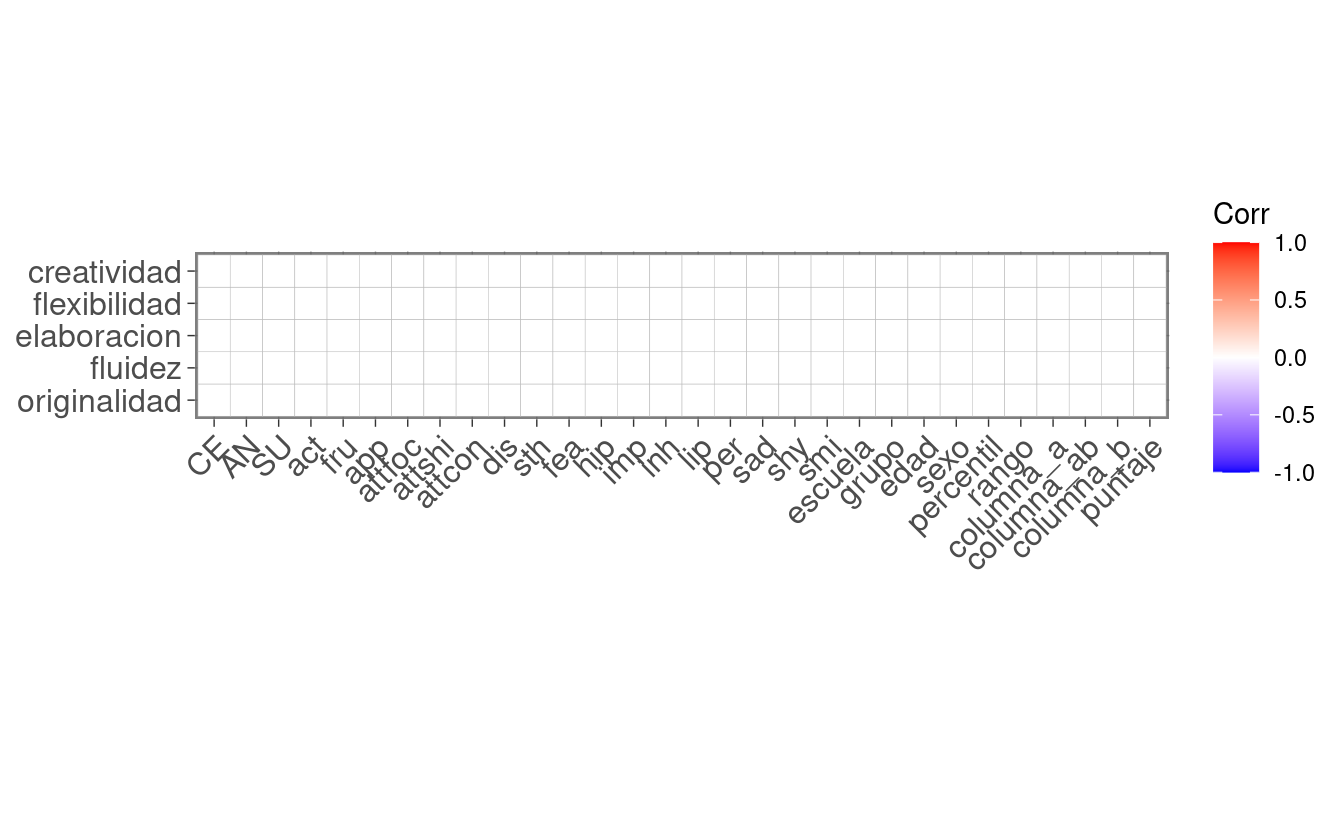 Corr
1.0
0.5
0.0
-0.5
-1.0
creatividad
flexibilidad
elaboracion
fluidez
originalidad
CE
AN
SU
act
fru
app
attfoc
attshi
attcon
dis
sth
fea
hip
imp
inh
lip
per
sad
shy
smi
escuela
grupo
edad
sexo
percentil
rango
columna_a
columna_ab
columna_b
puntaje